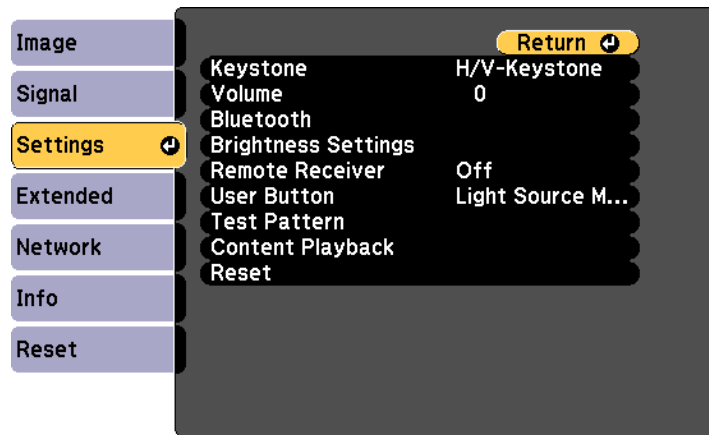 Image
Signal
Settings
Extended
Network
Info
Reset
Return
Keystone H/V-Keystone
Volume 0
Bluetooth
Brightness Settings
Remote Receiver Off
User Button Light Source M...
Test Pattern
Content Playback
Reset